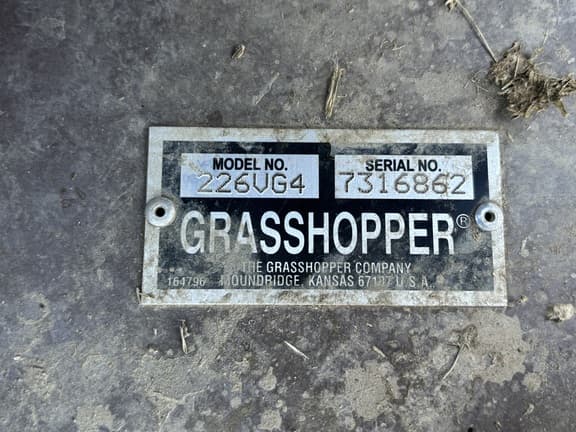 MODEL NO. SERIAL NO.
226VG4 7316862
GRASSHOPPER®
THE GRASSHOPPER COMPANY
164796 MOUNDRIDGE, KANSAS 67107 U.S.A.